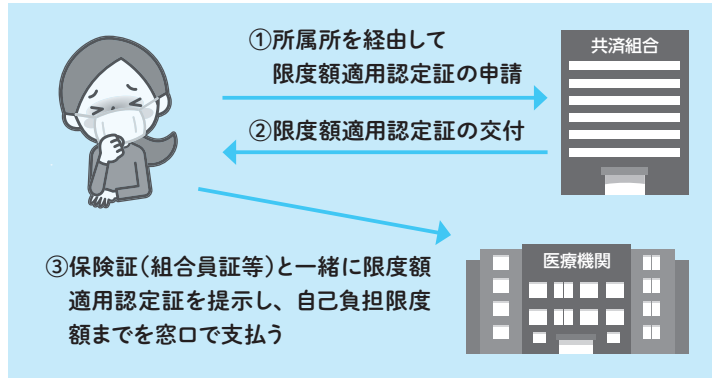 ①所属所を経由して
限度額適用認定証の申請
共済組合
②限度額適用認定証の交付
③保険証(組合員証等)と一緒に限度額
適用認定証を提示し、自己負担限度
額までを窓口で支払う
医療機関